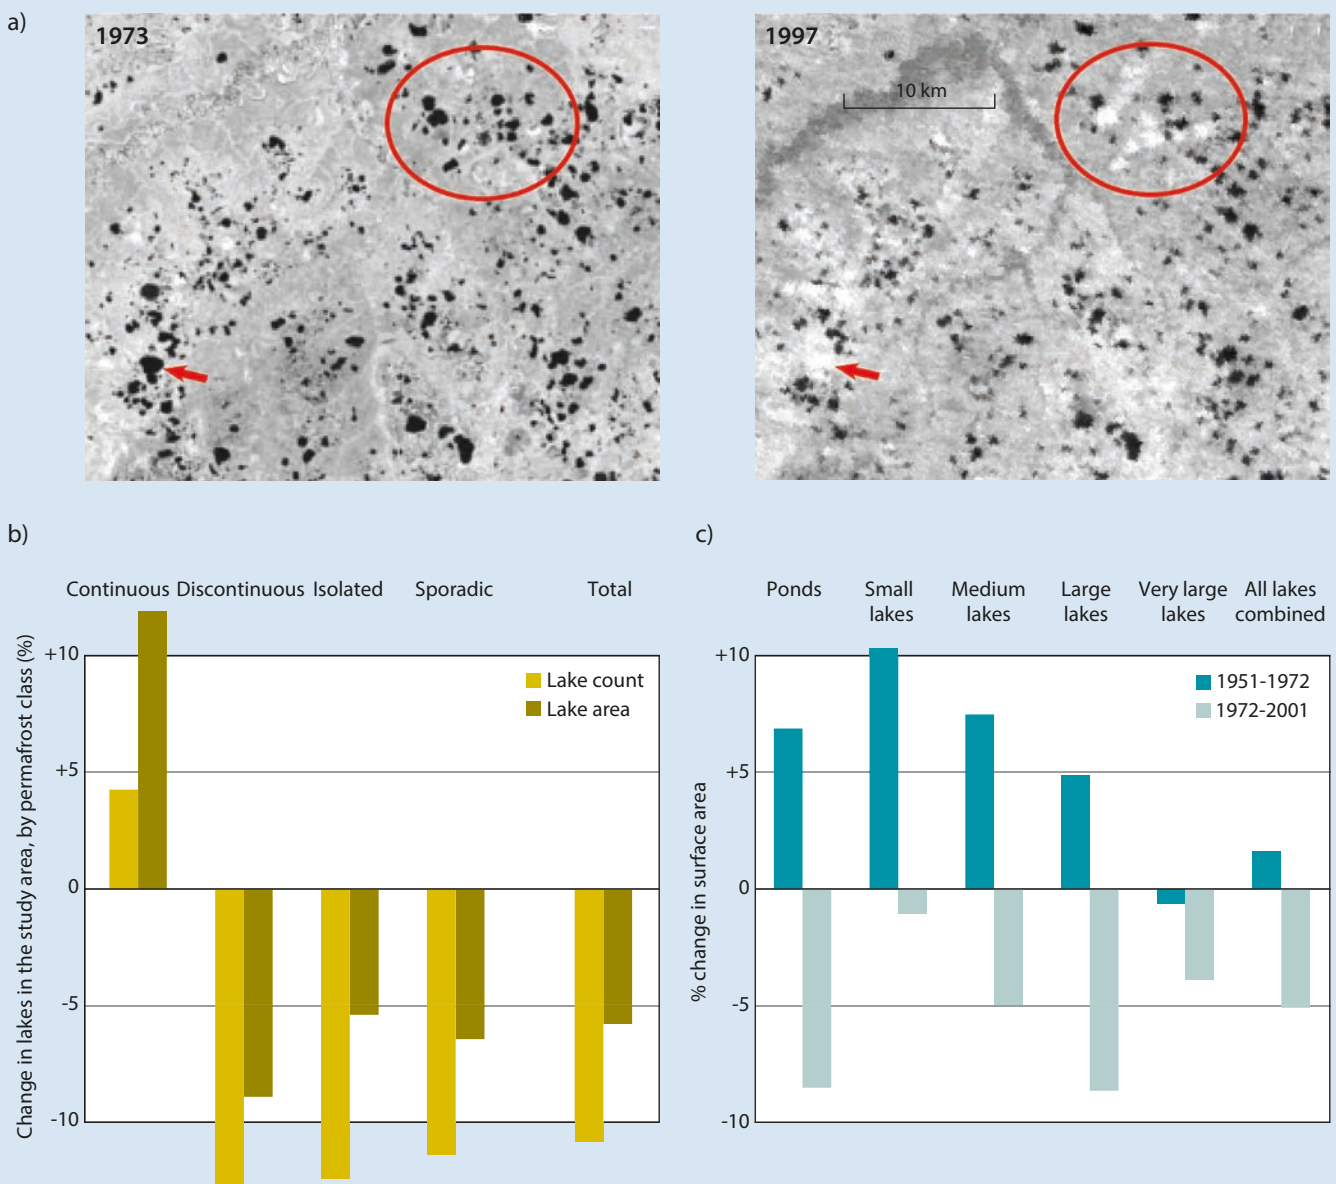 a)
1973
1997
10 km
b)
Continuous Discontinuous Isolated Sporadic Total
Change in lakes in the study area, by permafrost class (%)
+10
+5
0
-5
-10
Lake count
Lake area
c)
Ponds
Small
lakes
Medium
lakes
Large
lakes
Very large
lakes
All lakes
combined
% change in surface area
+10
+5
0
-5
-10
1951-1972
1972-2001